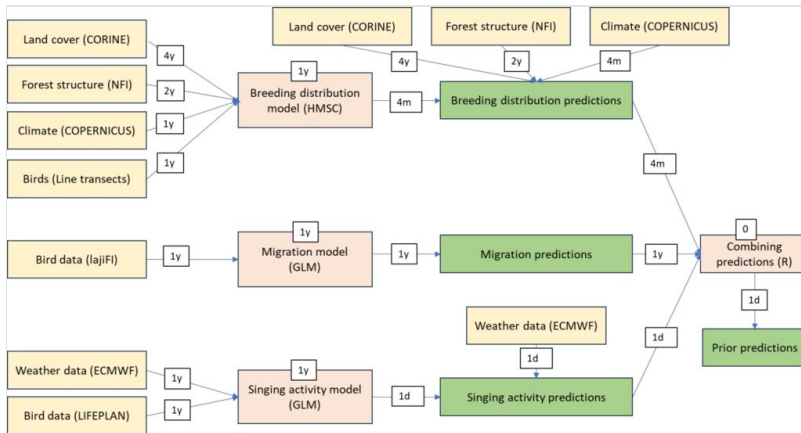 Land cover (CORINE)
4y
Forest structure (NFI)
2y
Climate (COPERNICUS)
1y
Birds (Line transects)
1y
1y
Breeding distribution
model (HMSC)
4m
Land cover (CORINE)
4y
Forest structure (NFI)
2y
Climate (COPERNICUS)
4m
Breeding distribution predictions
4m
Bird data (lajiFI)
1y
1y
Migration model
(GLM)
1y
Migration predictions
1y
0
Combining
predictions (R)
1d
Prior predictions
Weather data (ECMWF)
1y
Bird data (LIFEPLAN)
1y
1y
Singing activity model
(GLM)
1d
Weather data (ECMWF)
1d
Singing activity predictions
1d